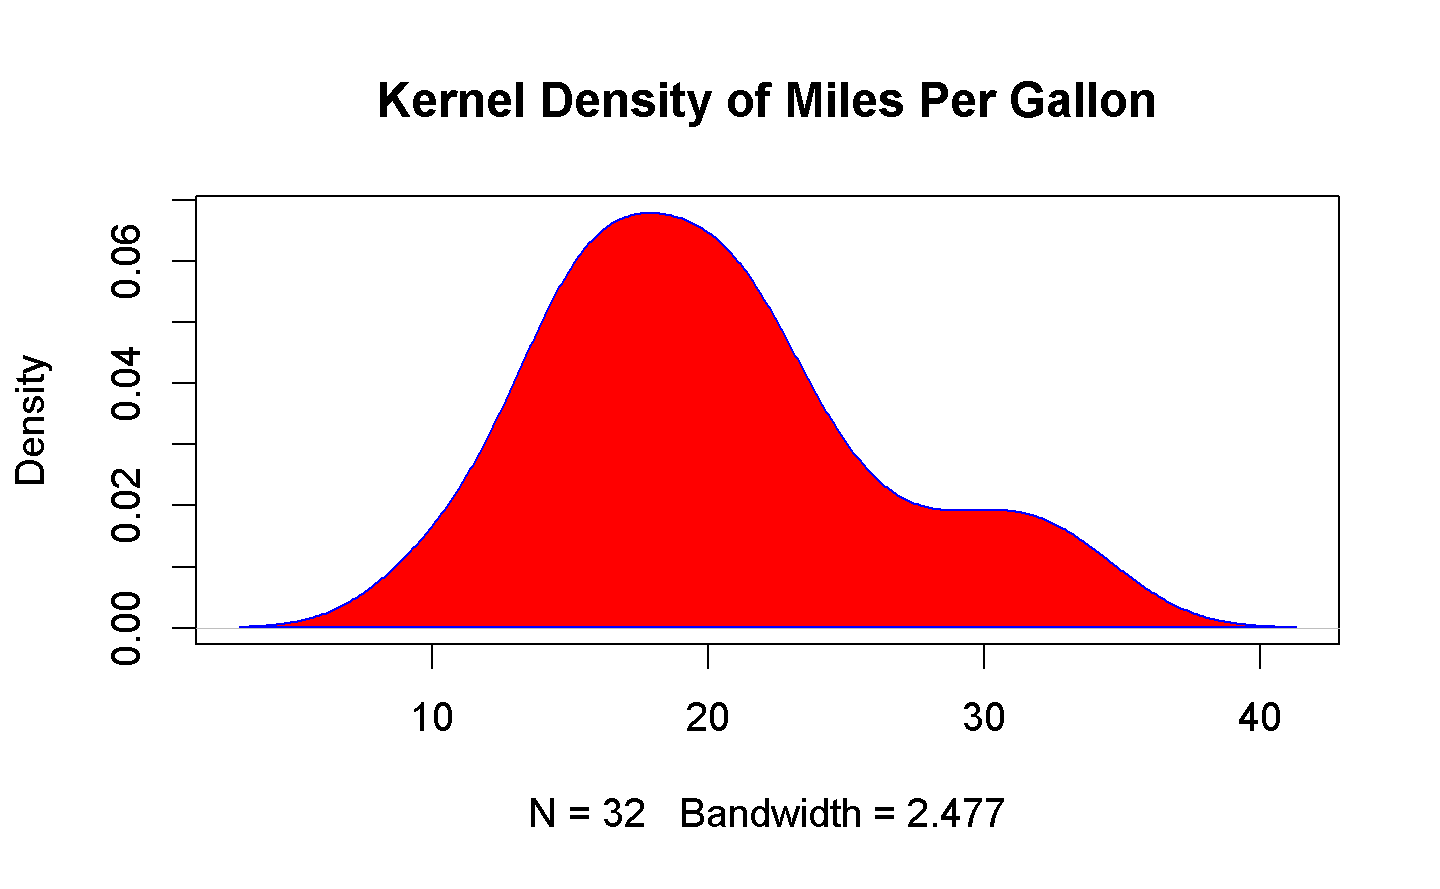 Kernel Density of Miles Per Gallon
Density
0.06
0.04
0.02
0.00
10 20 30 40
N = 32 Bandwidth = 2.477